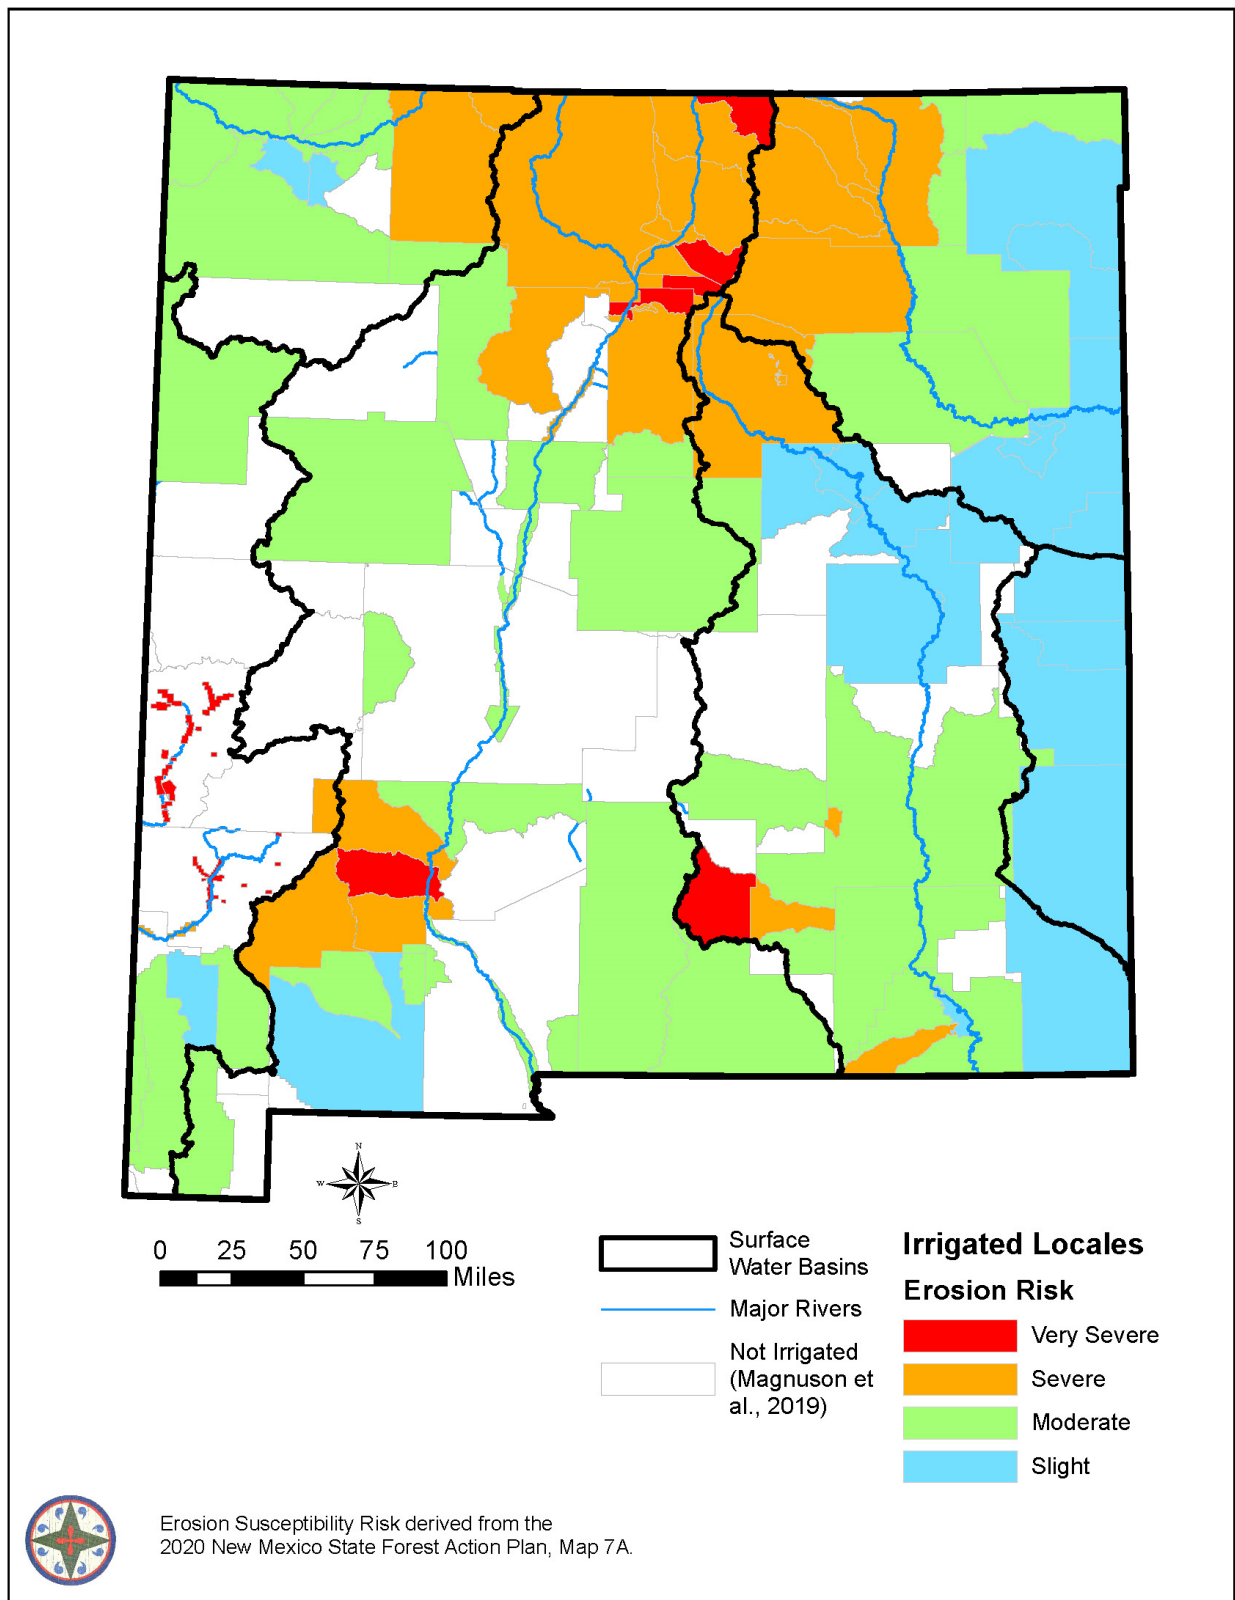 N
W
E
S
0 25 50 75 100
Miles
Surface
Water Basins
Major Rivers
Not Irrigated
(Magnuson et
al., 2019)
Irrigated Locales
Erosion Risk
Very Severe
Severe
Moderate
Slight
Erosion Susceptibility Risk derived from the
2020 New Mexico State Forest Action Plan, Map 7A.